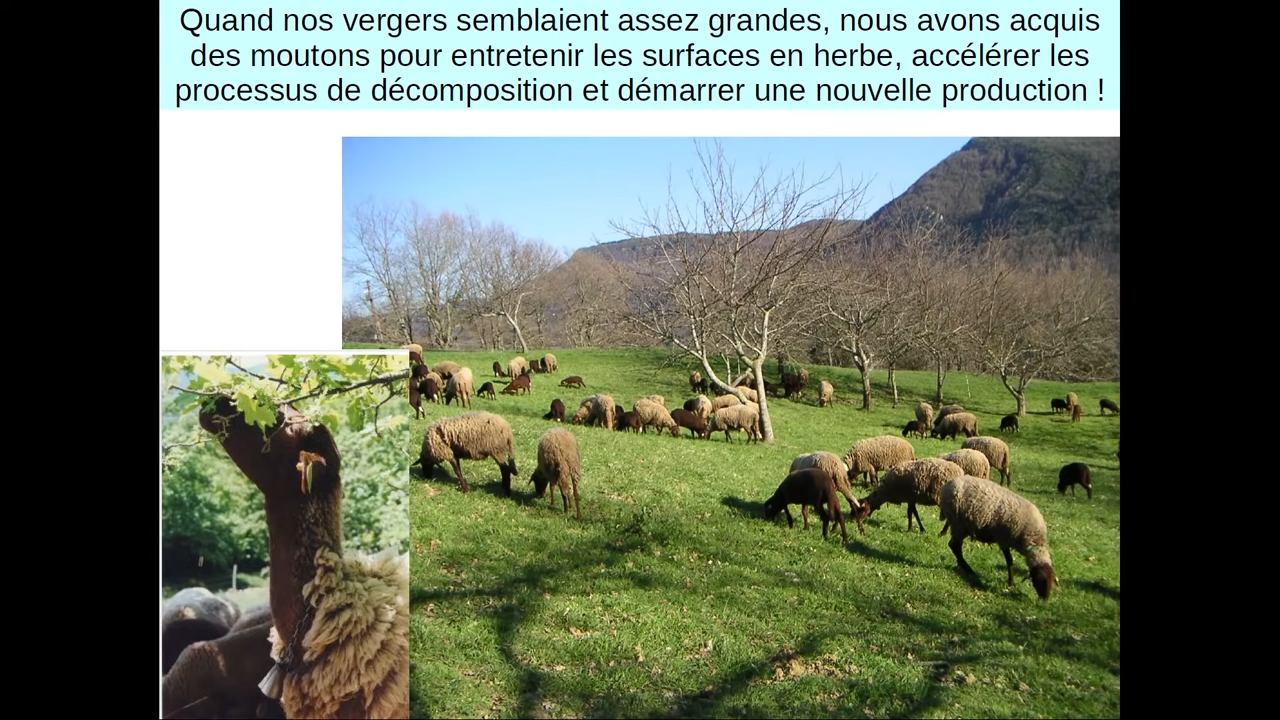 Quand nos vergers semblaient assez grandes, nous avons acquis
des moutons pour entretenir les surfaces en herbe, accélérer les
processus de décomposition et démarrer une nouvelle production !